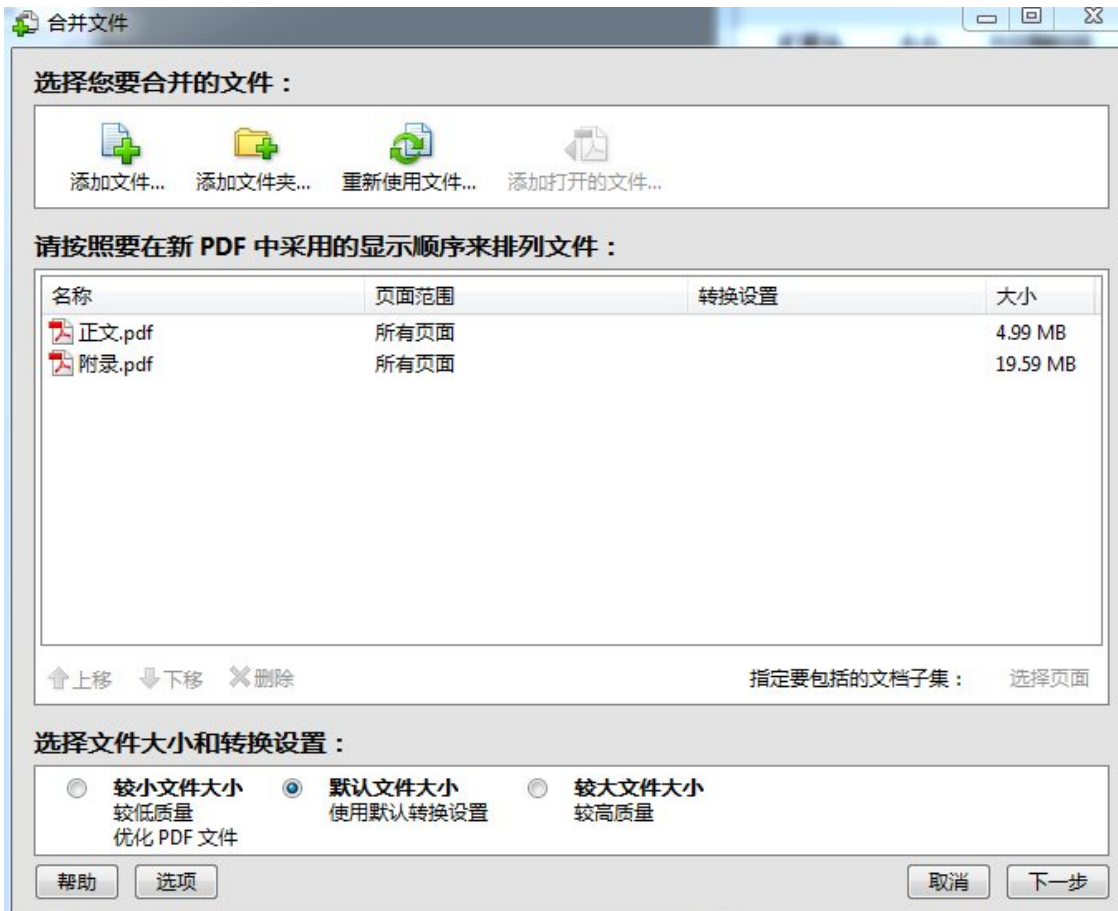 合并文件
选择您要合并的文件：
添加文件... 添加文件夹... 重新使用文件... 添加打开的文件...
请按照要在新 PDF 中采用的显示顺序来排列文件：
名称 页面范围 转换设置 大小
正文.pdf 所有页面 4.99 MB
附录.pdf 所有页面 19.59 MB
上移 下移 删除 指定要包括的文档子集： 选择页面
选择文件大小和转换设置：
较小文件大小 默认文件大小 较大文件大小
较低质量 使用默认转换设置 较高质量
优化 PDF 文件
帮助 选项 取消 下一步